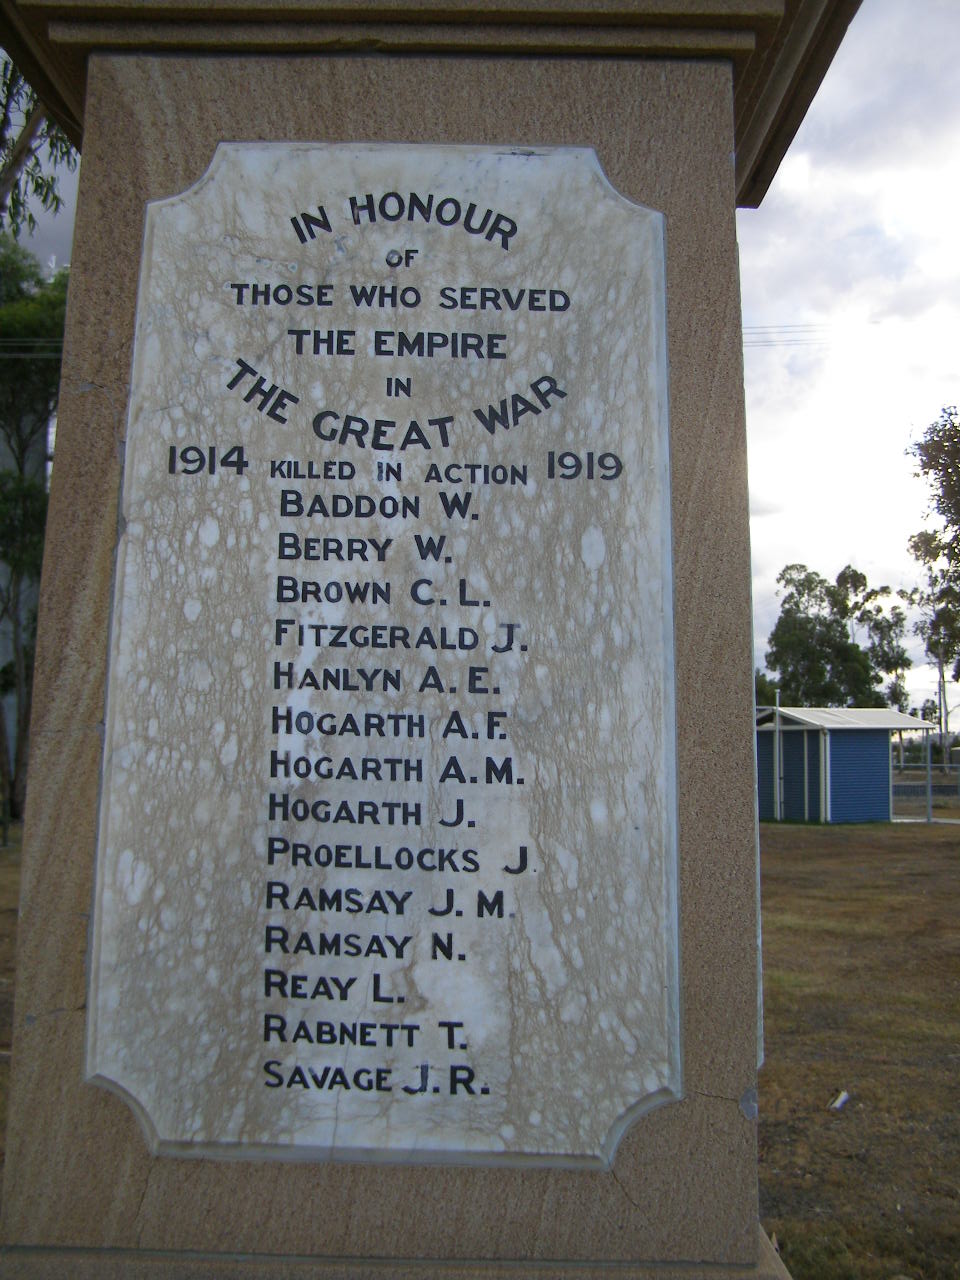 IN HONOUR
OF
THOSE WHO SERVED
THE EMPIRE
IN
THE GREAT WAR
1914 KILLED IN ACTION 1919
BADDON W.
BERRY W.
BROWN C. L.
FITZGERALD J.
HANLYN A. E.
HOGARTH A. F.
HOGARTH A. M.
HOGARTH J.
PROELLOCKS J.
RAMSAY J. M.
RAMSAY N.
REAY L.
RABNETT T.
SAVAGE J. R.